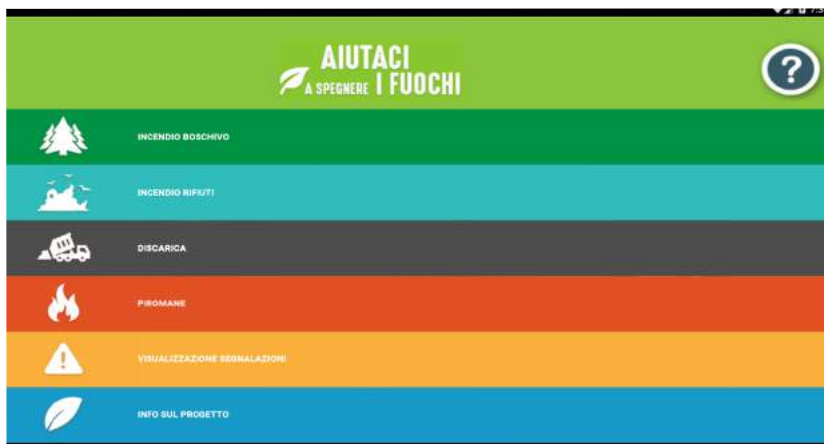 AIUTACI
A SPEGNERE I FUOCHI
?
INCENDIO BOSCHIVO
INCENDIO RIFIUTI
DISCARICA
PIROMANE
VISUALIZZAZIONE SEGNALAZIONI
INFO SUL PROGETTO